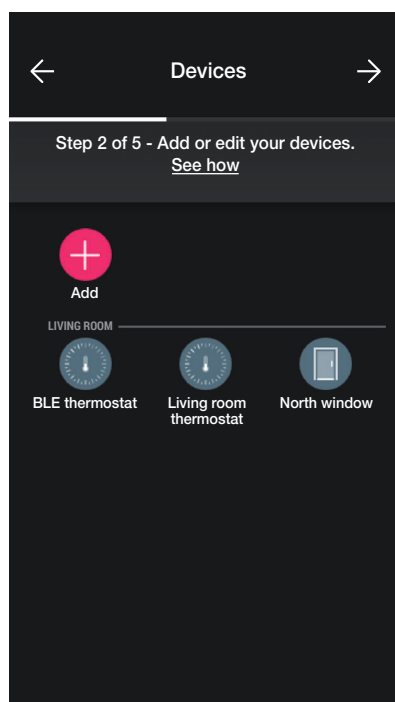 Devices
Step 2 of 5 - Add or edit your devices.
See how
Add
LIVING ROOM
BLE thermostat
Living room
thermostat
North window